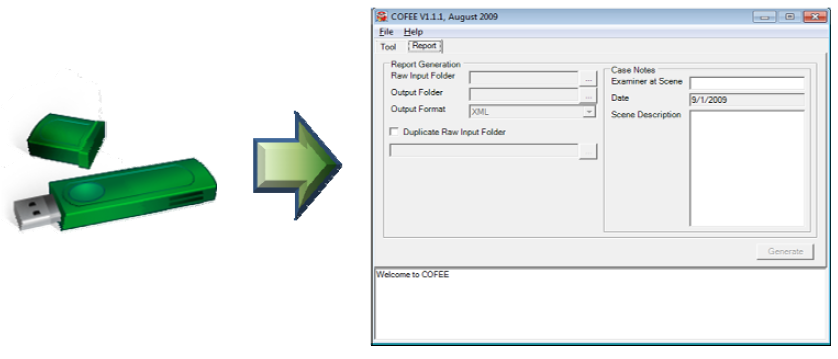 COFEE V1.1.1, August 2009
File Help
Tool Report
Report Generation
Raw Input Folder ...
Output Folder ...
Output Format XML
Duplicate Raw Input Folder
...
Case Notes
Examiner at Scene
Date 9/1/2009
Scene Description
Generate
Welcome to COFEE